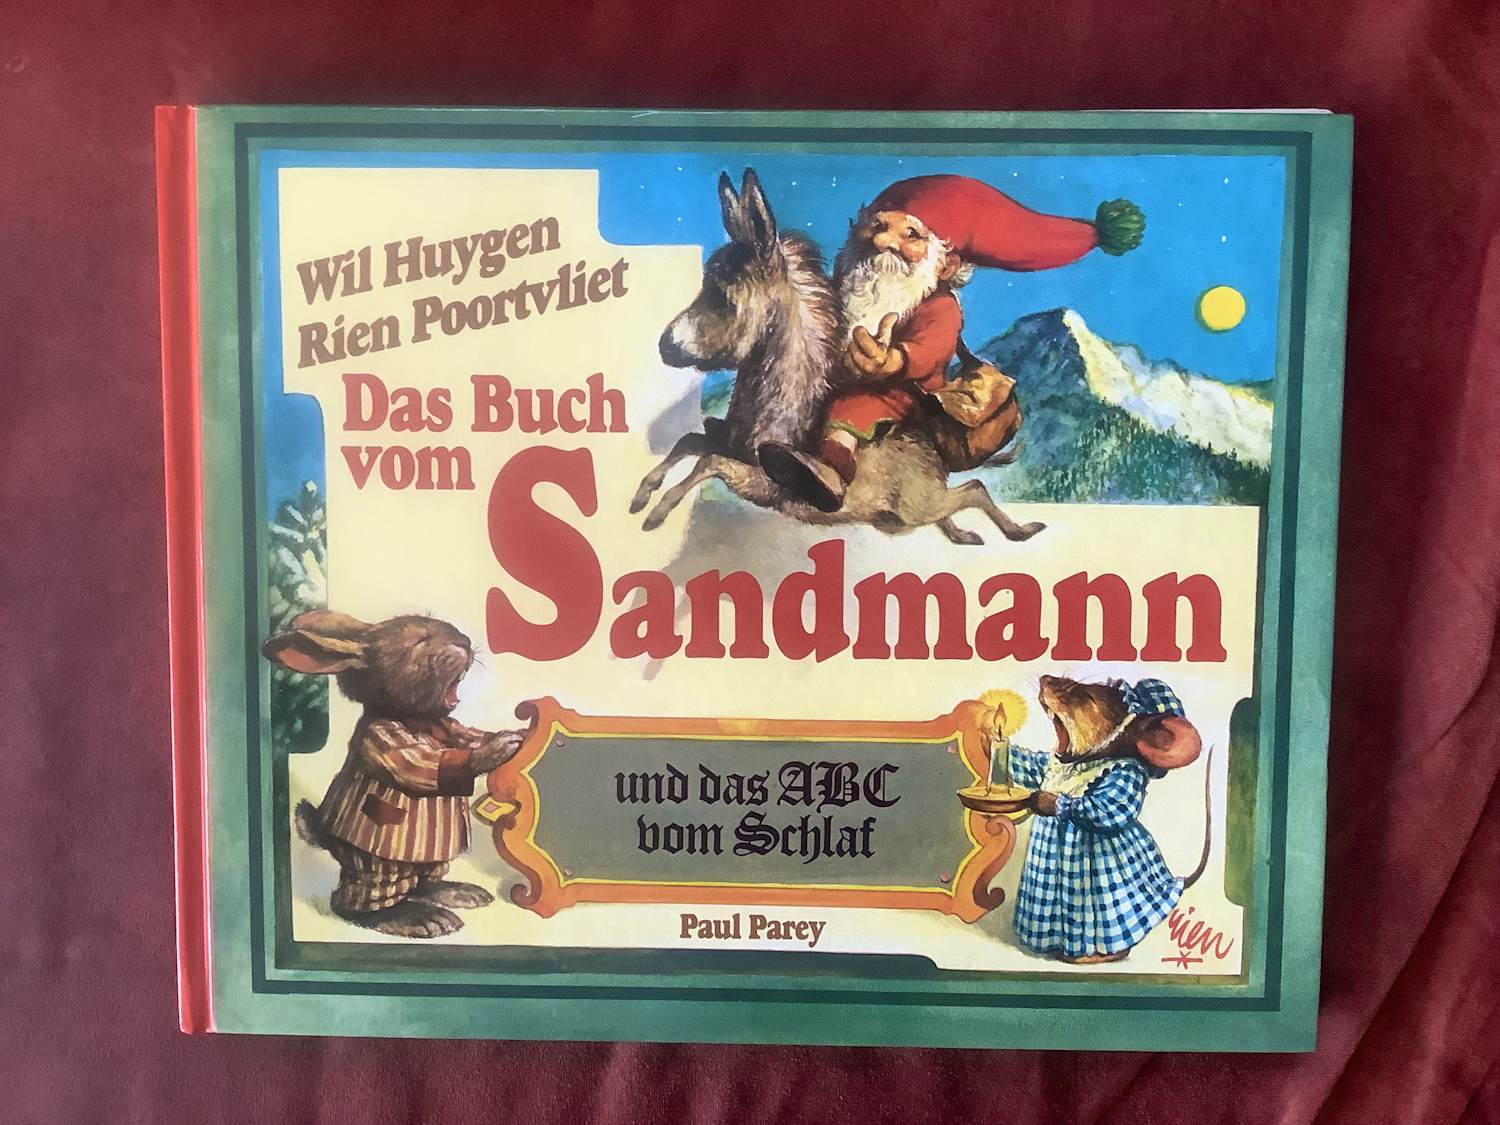 Wil Huygen
Rien Poortvliet
Das Buch
vom
Sandmann
und das ABC
vom Schlaf
Paul Parey
rien